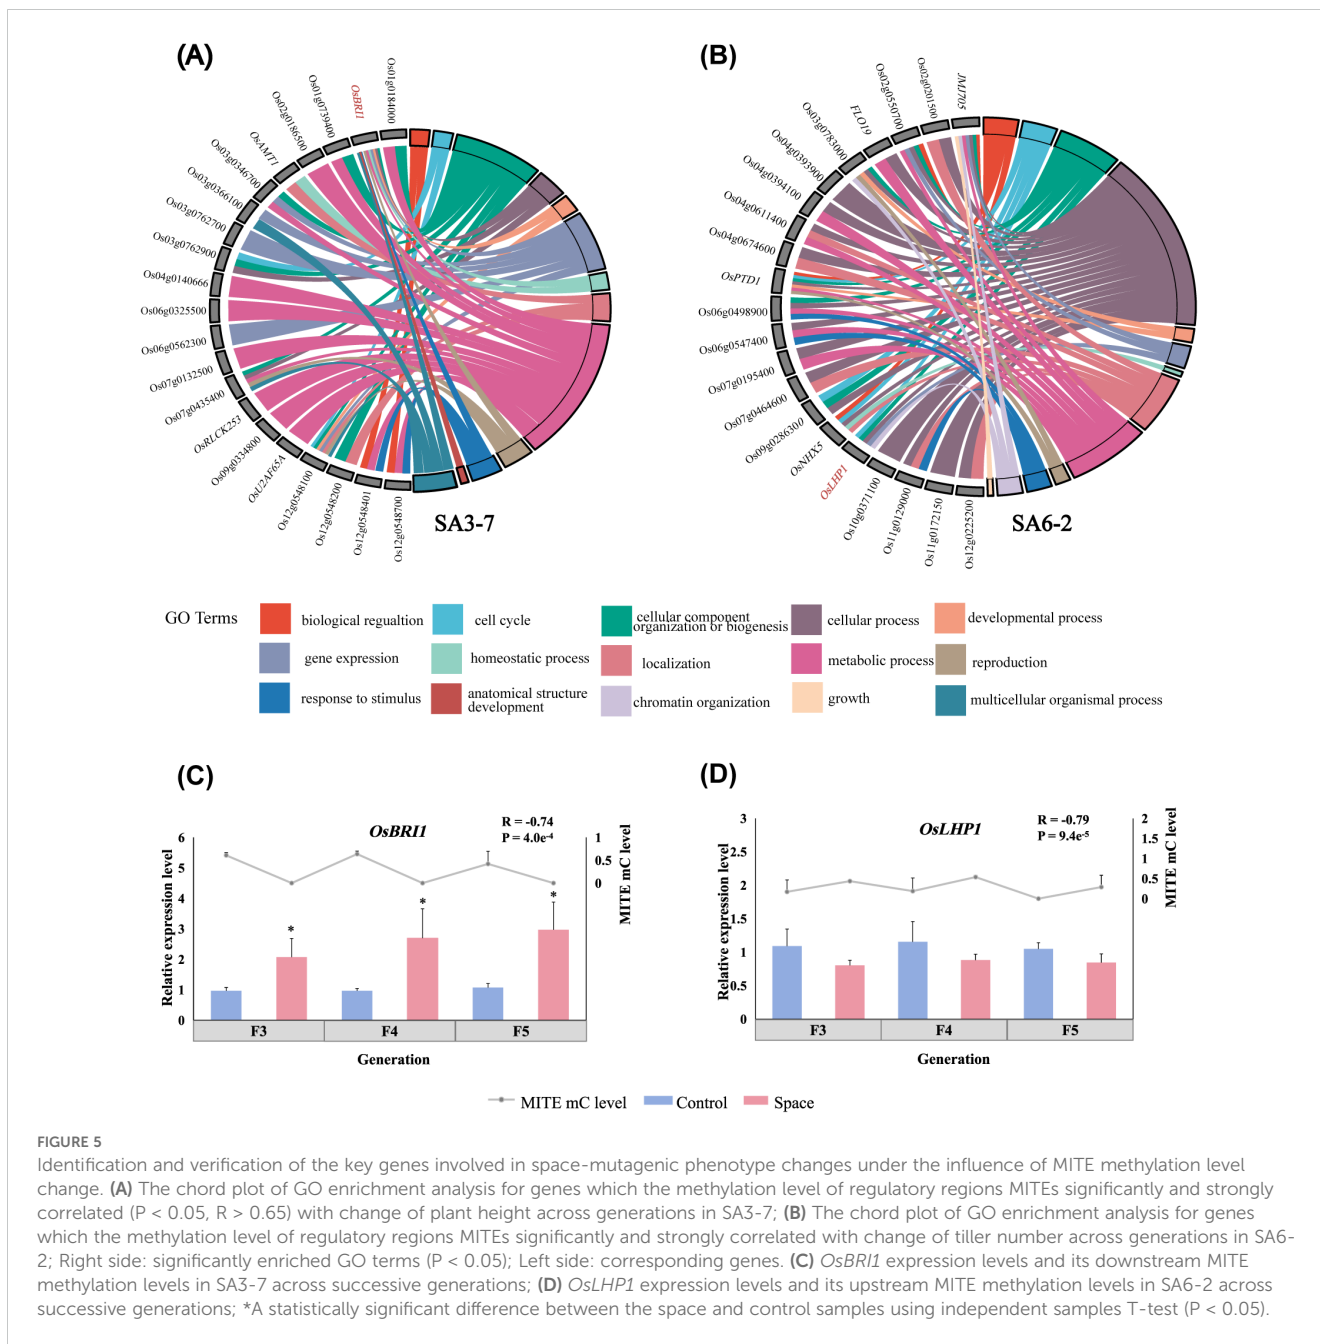 (A)
Os01g0184000
OsBRI1
Os01g0739400
Os02g0186500
OsAMT1
Os03g0346700
Os03g0366100
Os03g0762700
Os03g0762900
Os04g0140666
Os06g0325500
Os06g0562300
Os07g0132500
Os07g0435400
OsRLCK253
Os09g0334800
OsU2AF65A
Os12g0548100
Os12g0548200
Os12g0548401
Os12g0548700
SA3-7
(B)
JMJ705
Os02g0201500
Os02g0550700
FLO19
Os03g0783000
Os04g0393900
Os04g0394100
Os04g0611400
Os04g0674600
OsPTD1
Os06g0498900
Os06g0547400
Os07g0195400
Os07g0464600
Os09g0286300
OsNHX5
OsLHP1
Os10g0371100
Os11g0129000
Os11g0172150
Os12g0225200
SA6-2
GO Terms
biological regualtion
cell cycle
cellular component
organization or biogenesis
cellular process
developmental process
gene expression
homeostatic process
localization
metabolic process
reproduction
response to stimulus
anatomical structure
development
chromatin organization
growth
multicellular organismal process
(C)
OsBRI1
R = -0.74
P = 4.0e-4
Relative expression level
6
5
4
3
2
1
0
MITE mC level
1
0.5
0
*
*
*
F3
F4
F5
Generation
(D)
OsLHP1
R = -0.79
P = 9.4e-5
Relative expression level
3
2.5
2
1.5
1
0.5
0
MITE mC level
2
1.5
1
0.5
0
F3
F4
F5
Generation
MITE mC level
Control
Space
FIGURE 5
Identification and verification of the key genes involved in space-mutagenic phenotype changes under the influence of MITE methylation level
change. (A) The chord plot of GO enrichment analysis for genes which the methylation level of regulatory regions MITEs significantly and strongly
correlated (P < 0.05, R > 0.65) with change of plant height across generations in SA3-7; (B) The chord plot of GO enrichment analysis for genes
which the methylation level of regulatory regions MITEs significantly and strongly correlated with change of tiller number across generations in SA6-
2; Right side: significantly enriched GO terms (P < 0.05); Left side: corresponding genes. (C) OsBRI1 expression levels and its downstream MITE
methylation levels in SA3-7 across successive generations; (D) OsLHP1 expression levels and its upstream MITE methylation levels in SA6-2 across
successive generations; *A statistically significant difference between the space and control samples using independent samples T-test (P < 0.05).